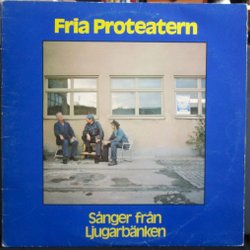 Fria Proteatern
Sånger från
Ljugarbänken